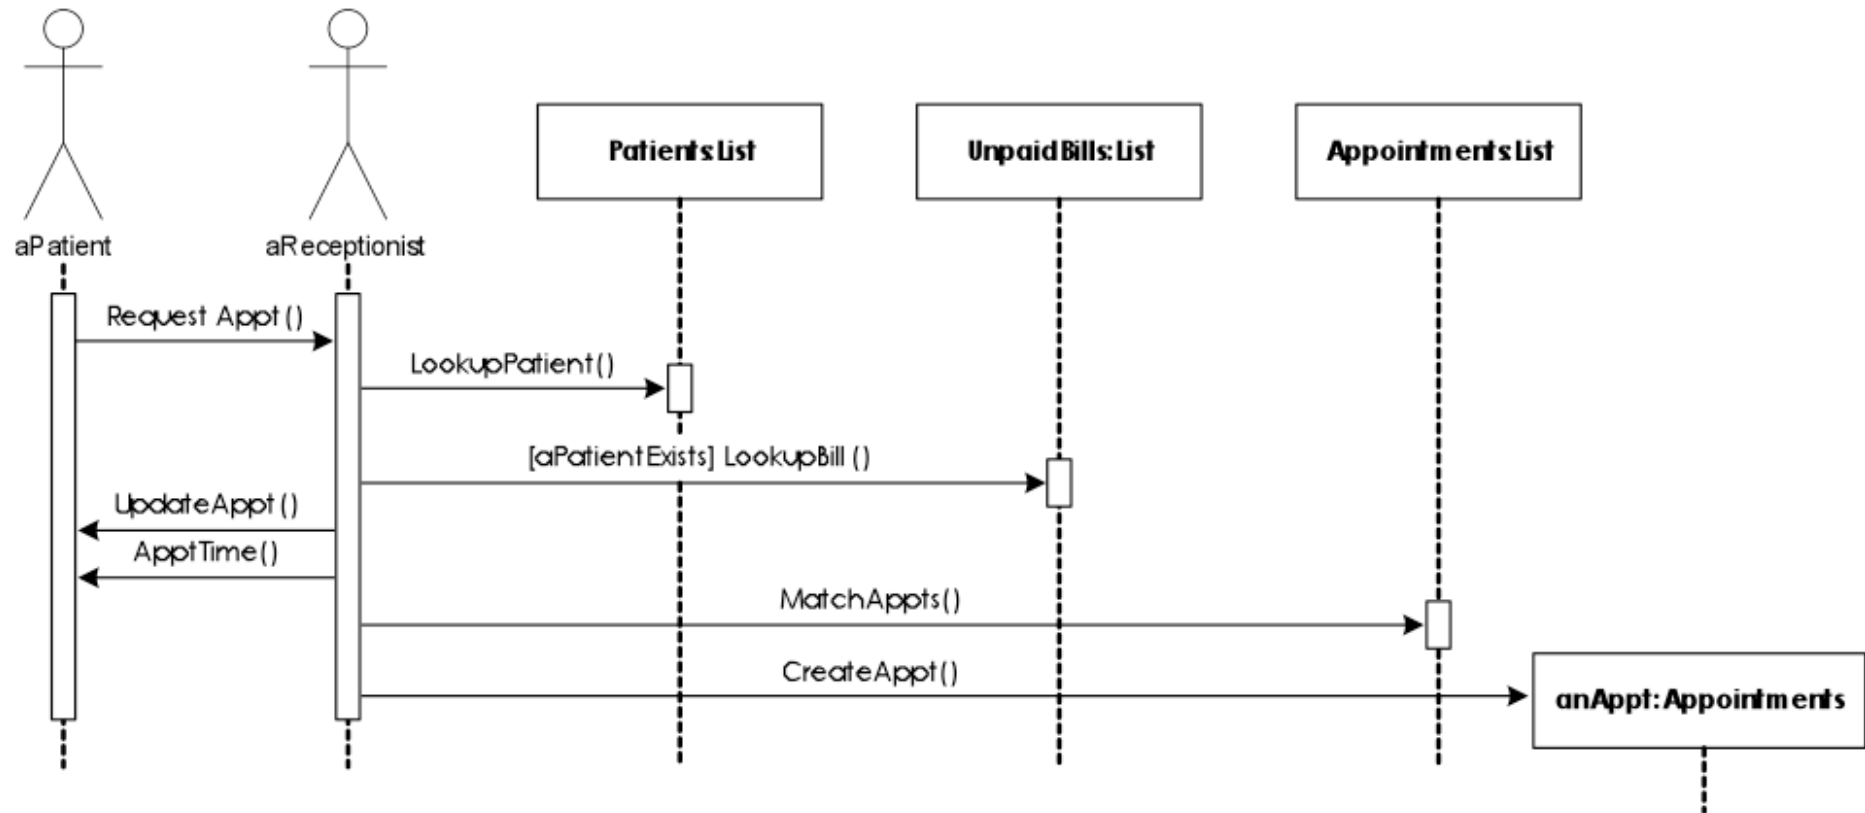 Patients:List
UnpaidBills:List
Appointments:List
aPatient
aReceptionist
Request Appt()
LookupPatient()
[aPatientExists] LookupBill()
UpdateAppt()
ApptTime()
MatchAppts()
CreateAppt()
anAppt:Appointments